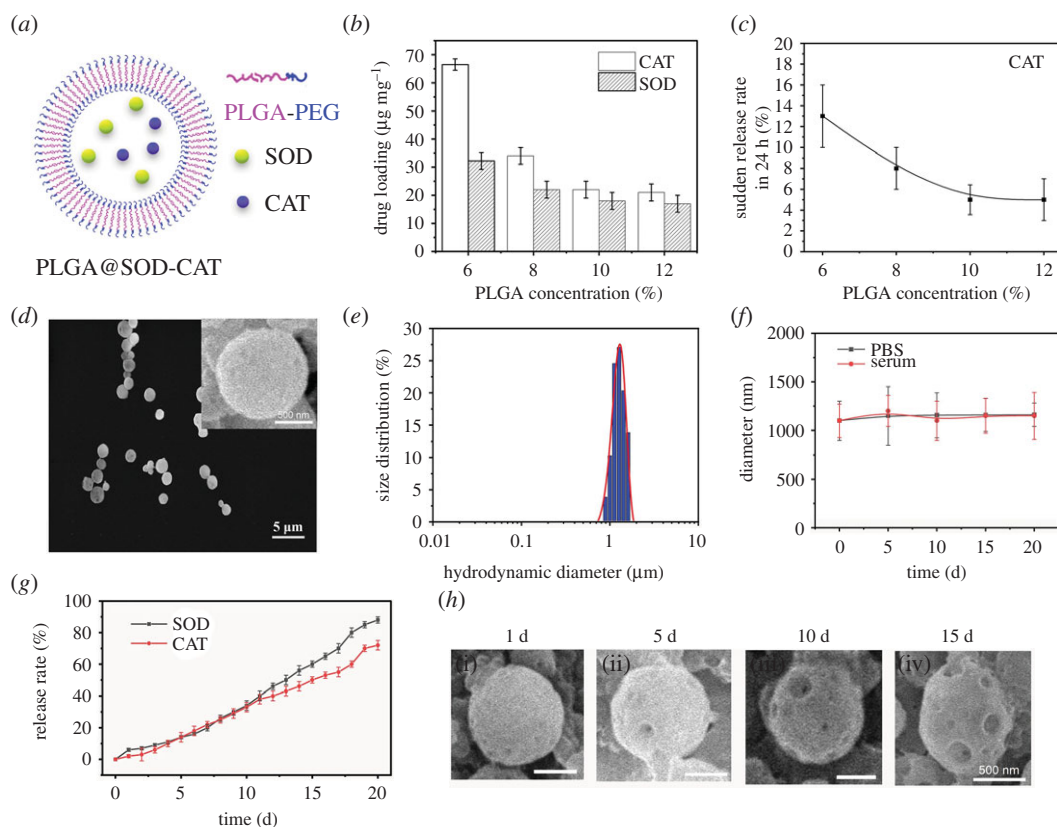 (a)
PLGA-PEG
SOD
CAT
PLGA@SOD-CAT
(b)
drug loading (µg mg⁻¹)
70
60
50
40
30
20
10
0
CAT
SOD
6 8 10 12
PLGA concentration (%)
(c)
sudden release rate
in 24 h (%)
20
18
16
14
12
10
8
6
4
2
0
CAT
6 8 10 12
PLGA concentration (%)
(d)
500 nm
5 µm
(e)
size distribution (%)
30
25
20
15
10
5
0
0.01 0.1 1 10
hydrodynamic diameter (µm)
(f)
diameter (nm)
2000
1500
1000
500
0
PBS
serum
0 5 10 15 20
time (d)
(g)
release rate (%)
100
80
60
40
20
0
SOD
CAT
0 5 10 15 20
time (d)
(h)
1 d 5 d 10 d 15 d
(i) (ii) (iii) (iv)
500 nm